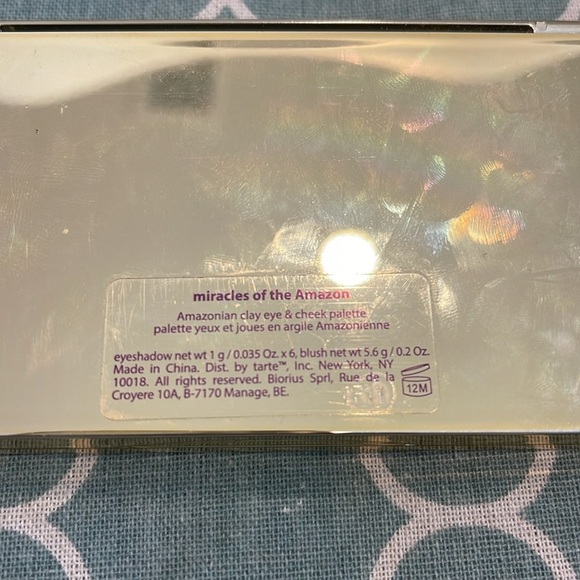 miracles of the Amazon
Amazonian clay eye & cheek palette
palette yeux et joues en argile Amazonienne
eyeshadow net wt 1 g / 0.035 Oz. x 6, blush net wt 5.6 g / 0.2 Oz.
Made in China. Dist. by tarte™, Inc. New York, NY
10018. All rights reserved. Biorius Sprl, Rue de la
Croyere 10A, B-7170 Manage, BE.
12M